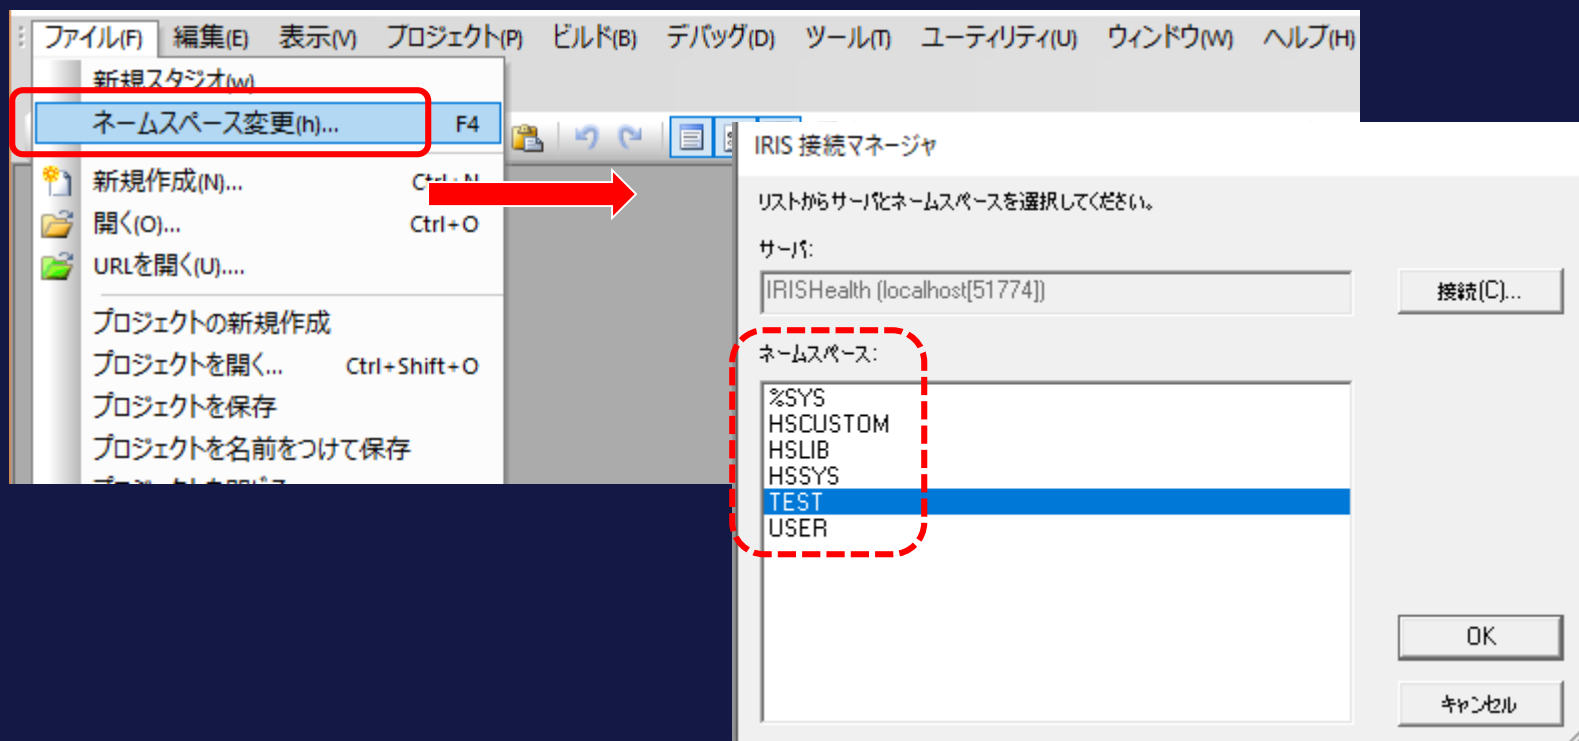 ファイル(F) 編集(E) 表示(V) プロジェクト(P) ビルド(B) デバッグ(D) ツール(T) ユーティリティ(U) ウィンドウ(W) ヘルプ(H)
新規スタジオ(w)
ネームスペース変更(h)... F4
新規作成(N)... Ctrl+N
開く(O)... Ctrl+O
URLを開く(U)....
プロジェクトの新規作成
プロジェクトを開く... Ctrl+Shift+O
プロジェクトを保存
プロジェクトを名前をつけて保存
IRIS 接続マネージャ
リストからサーバとネームスペースを選択してください。
サーバ:
IRISHealth (localhost[51774])
接続(C)...
ネームスペース:
%SYS
HSCUSTOM
HSLIB
HSSYS
TEST
USER
OK
キャンセル